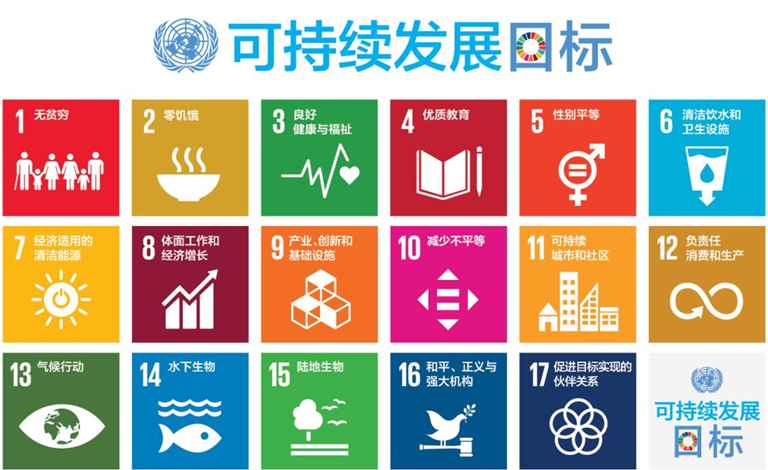 可持续发展目标
1 无贫穷
2 零饥饿
3 良好
健康与福祉
4 优质教育
5 性别平等
6 清洁饮水和
卫生设施
7 经济适用的
清洁能源
8 体面工作和
经济增长
9 产业、创新和
基础设施
10 减少不平等
11 可持续
城市和社区
12 负责任
消费和生产
13 气候行动
14 水下生物
15 陆地生物
16 和平、正义与
强大机构
17 促进目标实现的
伙伴关系
可持续发展
目标